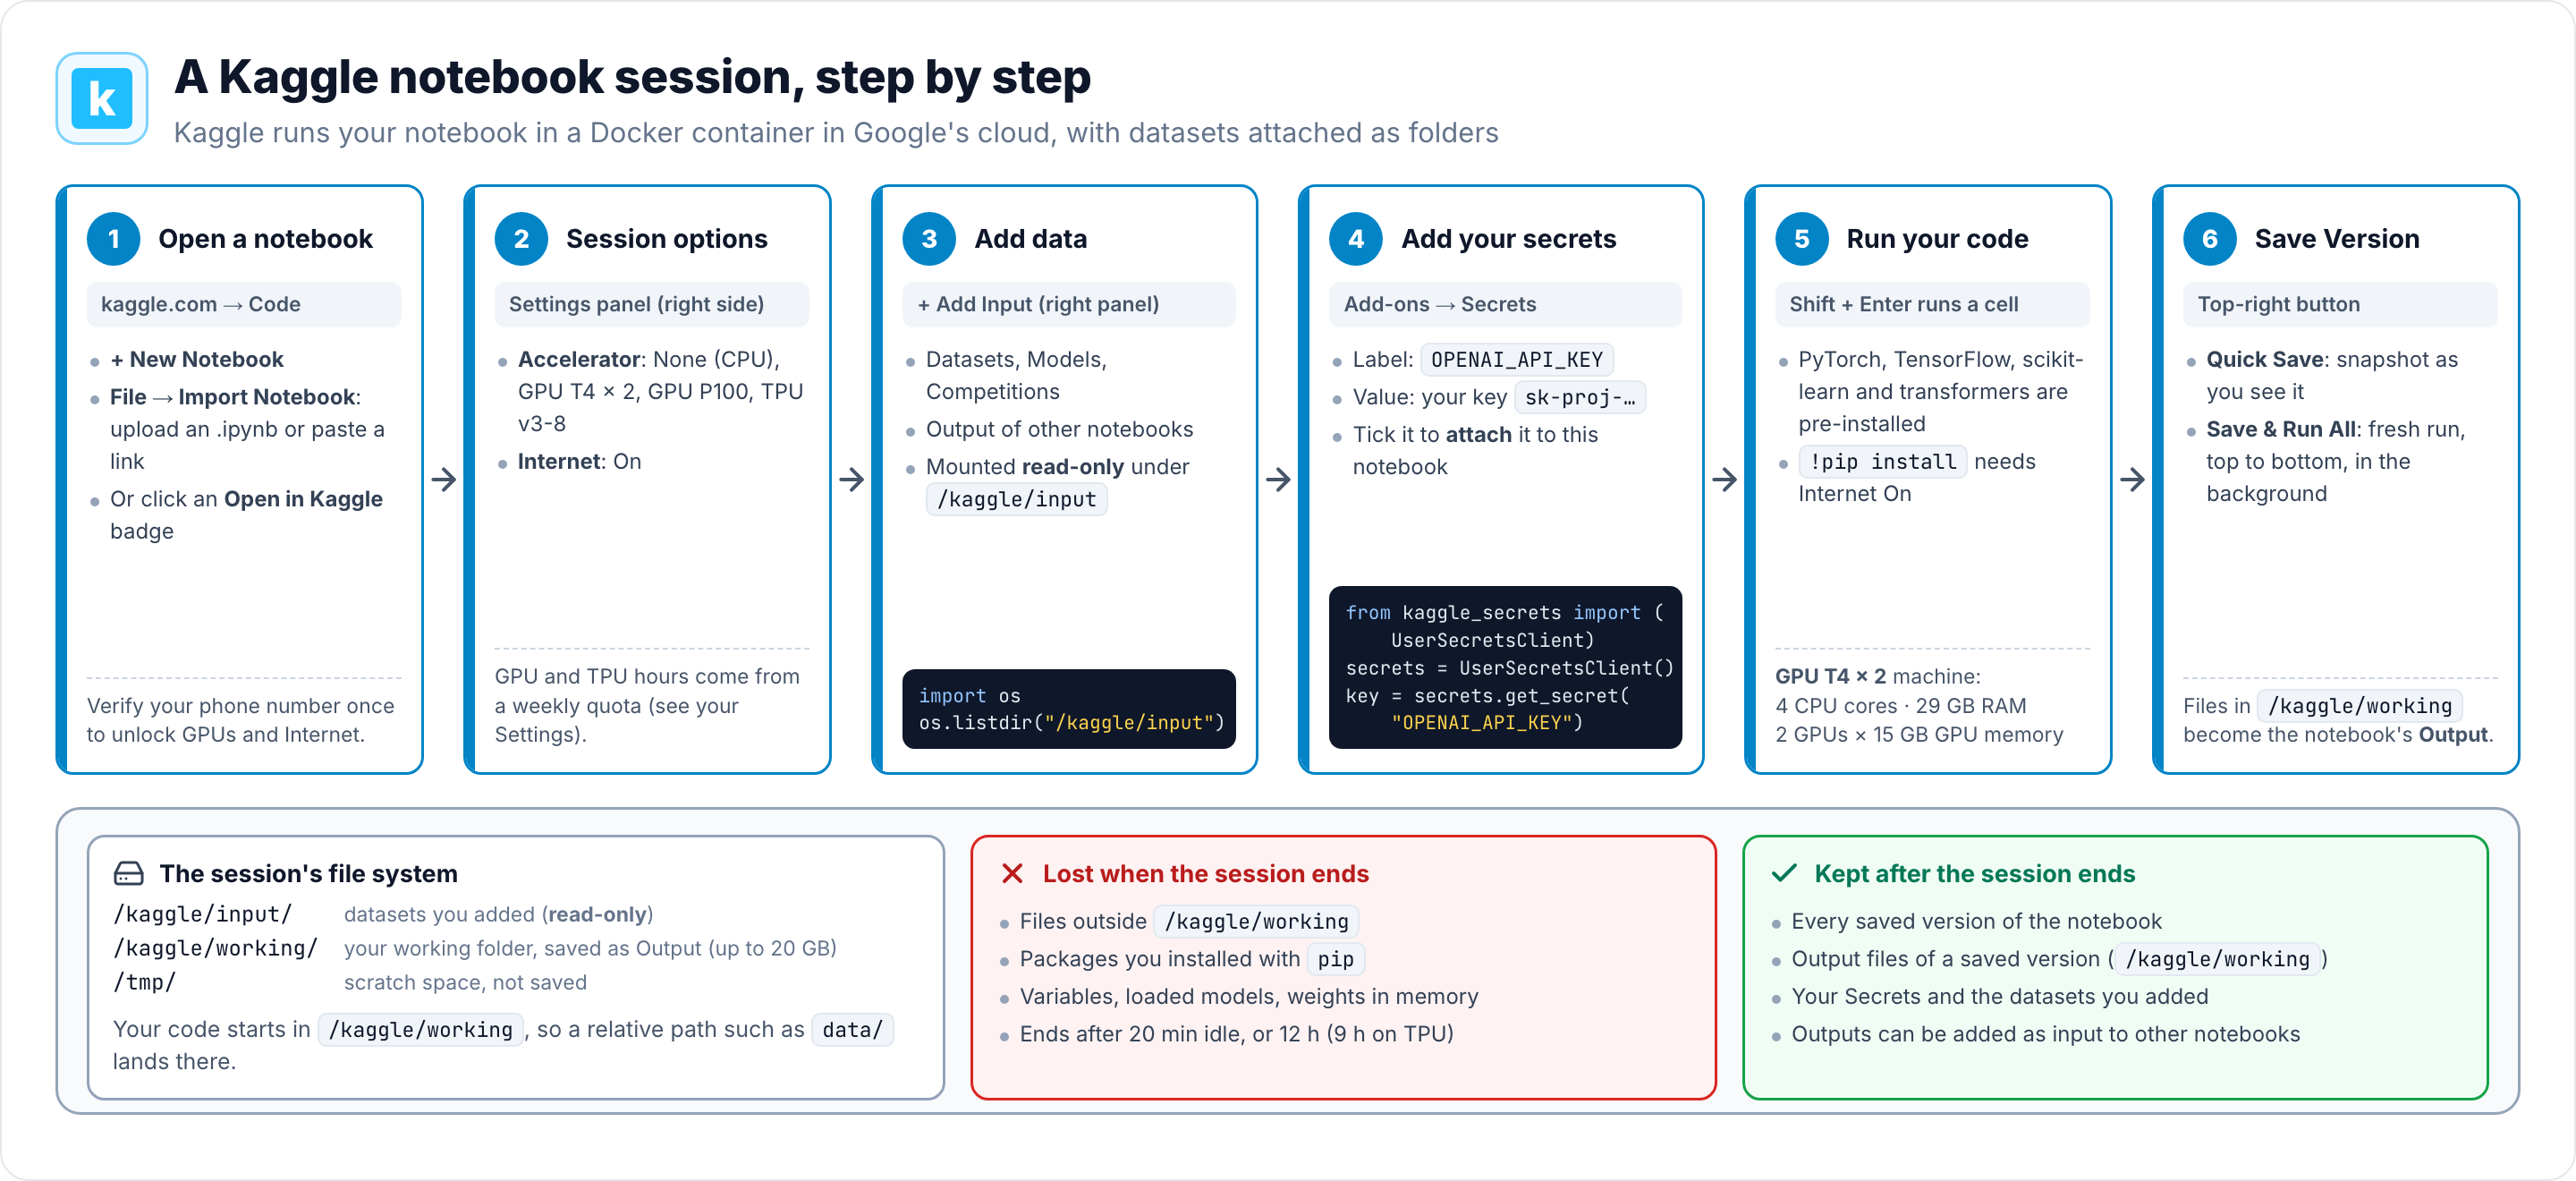 k
A Kaggle notebook session, step by step
Kaggle runs your notebook in a Docker container in Google's cloud, with datasets attached as folders
1 Open a notebook
kaggle.com → Code
+ New Notebook
File → Import Notebook:
upload an .ipynb or paste a
link
Or click an Open in Kaggle
badge
Verify your phone number once
to unlock GPUs and Internet.
2 Session options
Settings panel (right side)
Accelerator: None (CPU),
GPU T4 × 2, GPU P100, TPU
v3-8
Internet: On
GPU and TPU hours come from
a weekly quota (see your
Settings).
3 Add data
+ Add Input (right panel)
Datasets, Models,
Competitions
Output of other notebooks
Mounted read-only under
/kaggle/input
import os
os.listdir("/kaggle/input")
4 Add your secrets
Add-ons → Secrets
Label: OPENAI_API_KEY
Value: your key sk-proj-…
Tick it to attach it to this
notebook
from kaggle_secrets import (
    UserSecretsClient)
secrets = UserSecretsClient()
key = secrets.get_secret(
    "OPENAI_API_KEY")
5 Run your code
Shift + Enter runs a cell
PyTorch, TensorFlow, scikit-
learn and transformers are
pre-installed
!pip install needs
Internet On
GPU T4 × 2 machine:
4 CPU cores · 29 GB RAM
2 GPUs × 15 GB GPU memory
6 Save Version
Top-right button
Quick Save: snapshot as
you see it
Save & Run All: fresh run,
top to bottom, in the
background
Files in /kaggle/working
become the notebook's Output.
The session's file system
/kaggle/input/ datasets you added (read-only)
/kaggle/working/ your working folder, saved as Output (up to 20 GB)
/tmp/ scratch space, not saved
Your code starts in /kaggle/working, so a relative path such as data/
lands there.
Lost when the session ends
Files outside /kaggle/working
Packages you installed with pip
Variables, loaded models, weights in memory
Ends after 20 min idle, or 12 h (9 h on TPU)
Kept after the session ends
Every saved version of the notebook
Output files of a saved version (/kaggle/working)
Your Secrets and the datasets you added
Outputs can be added as input to other notebooks